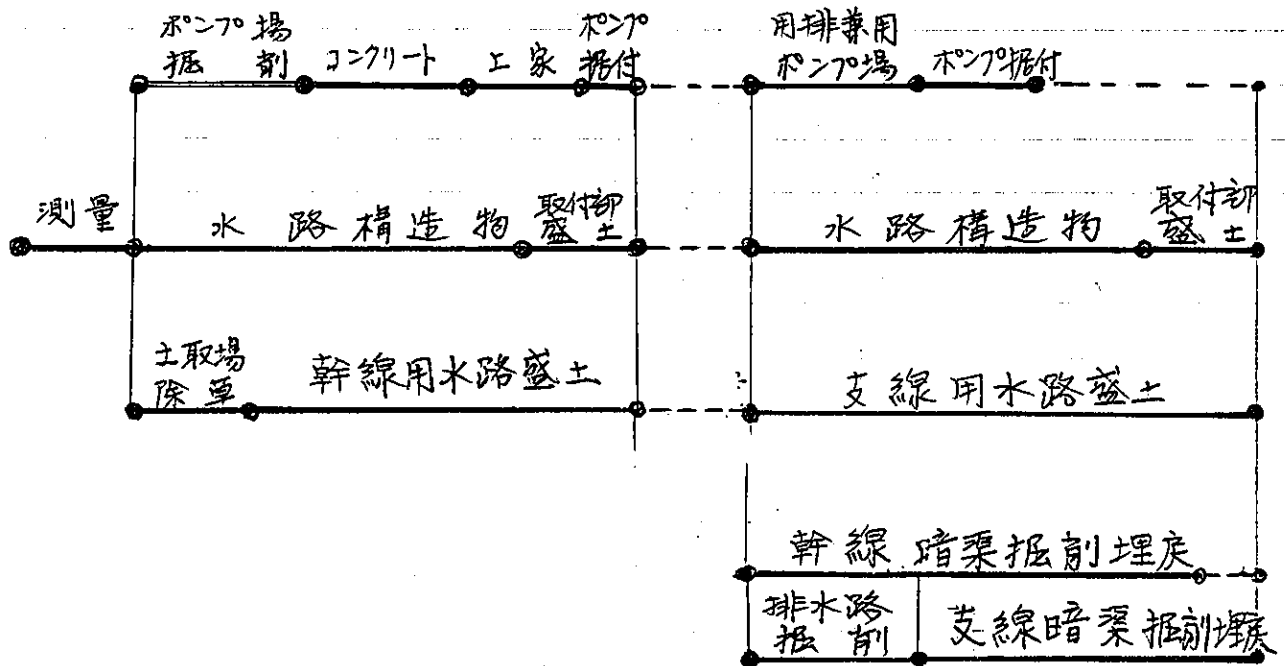 ポンプ場
掘削
コンクリート
上家
ポンプ
据付
用排兼用
ポンプ場
ポンプ据付
測量
水路構造物
取付部
盛土
水路構造物
取付部
盛土
土取場
除草
幹線用水路盛土
支線用水路盛土
幹線暗渠掘削埋戻
排水路
掘削
支線暗渠掘削埋戻